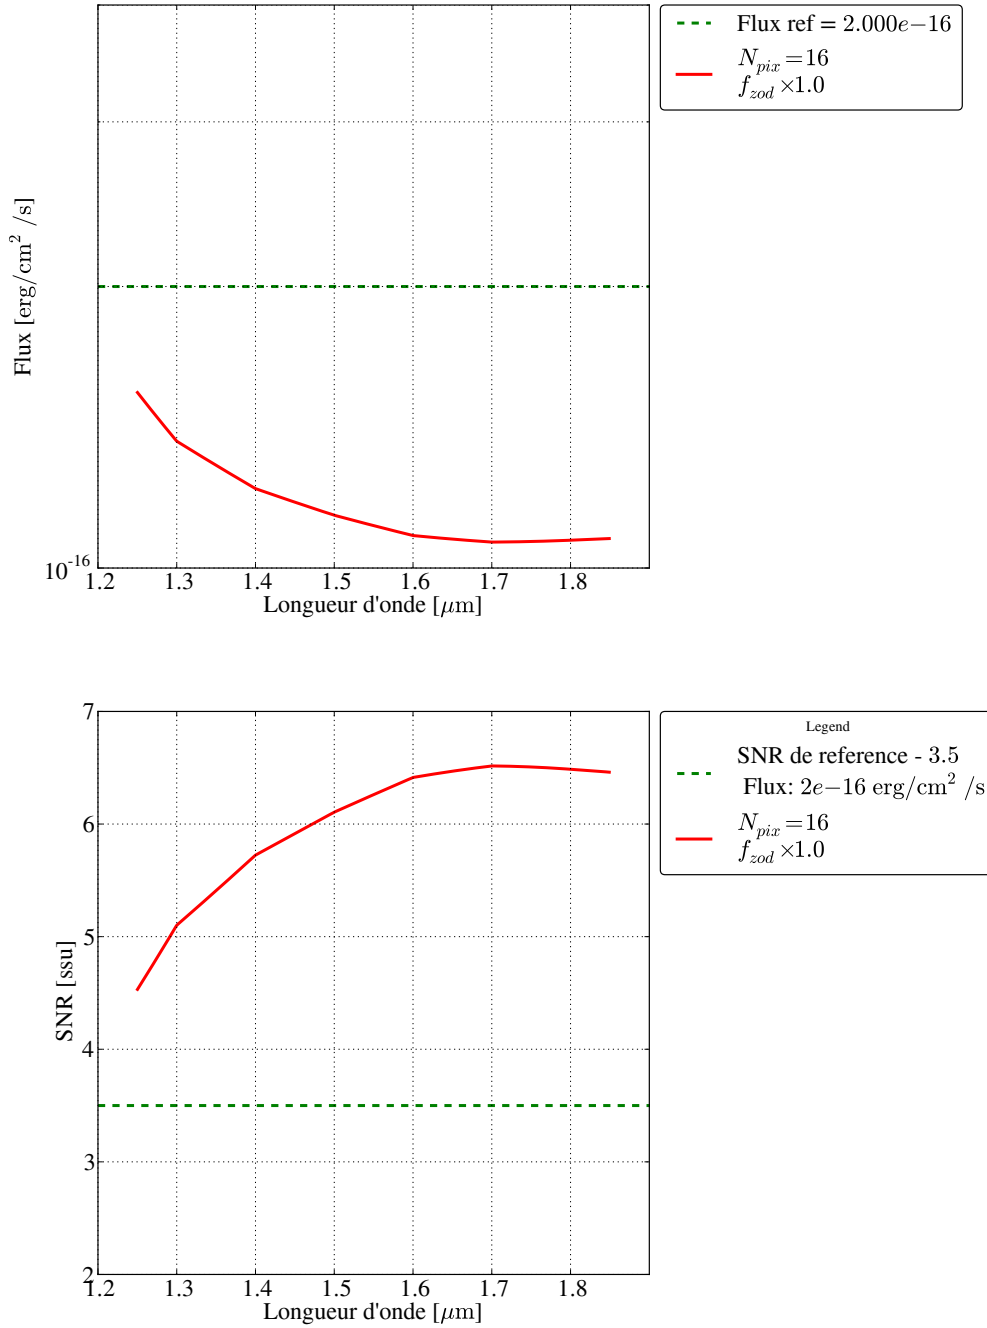 Flux ref = 2.000e−16
N_pix = 16
f_zod ×1.0
Flux [erg/cm² /s]
10⁻¹⁶
1.2 1.3 1.4 1.5 1.6 1.7 1.8
Longueur d'onde [μm]
7
6
5
4
3
2
SNR [ssu]
1.2 1.3 1.4 1.5 1.6 1.7 1.8
Longueur d'onde [μm]
Legend
SNR de reference - 3.5
Flux: 2e−16 erg/cm² /s
N_pix = 16
f_zod ×1.0